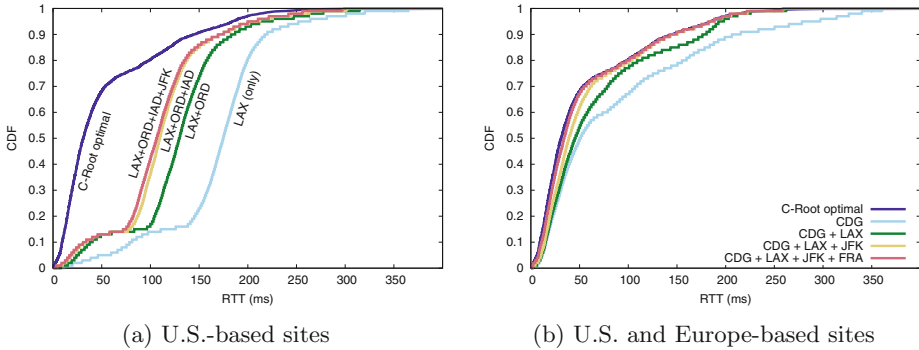 1
0.9
0.8
0.7
0.6
0.5
0.4
0.3
0.2
0.1
0
CDF
C-Root optimal
LAX+ORD+IAD+JFK
LAX+ORD+IAD
LAX+ORD
LAX (only)
0 50 100 150 200 250 300 350
RTT (ms)
(a) U.S.-based sites
1
0.9
0.8
0.7
0.6
0.5
0.4
0.3
0.2
0.1
0
CDF
C-Root optimal
CDG
CDG + LAX
CDG + LAX + JFK
CDG + LAX + JFK + FRA
0 50 100 150 200 250 300 350
RTT (ms)
(b) U.S. and Europe-based sites